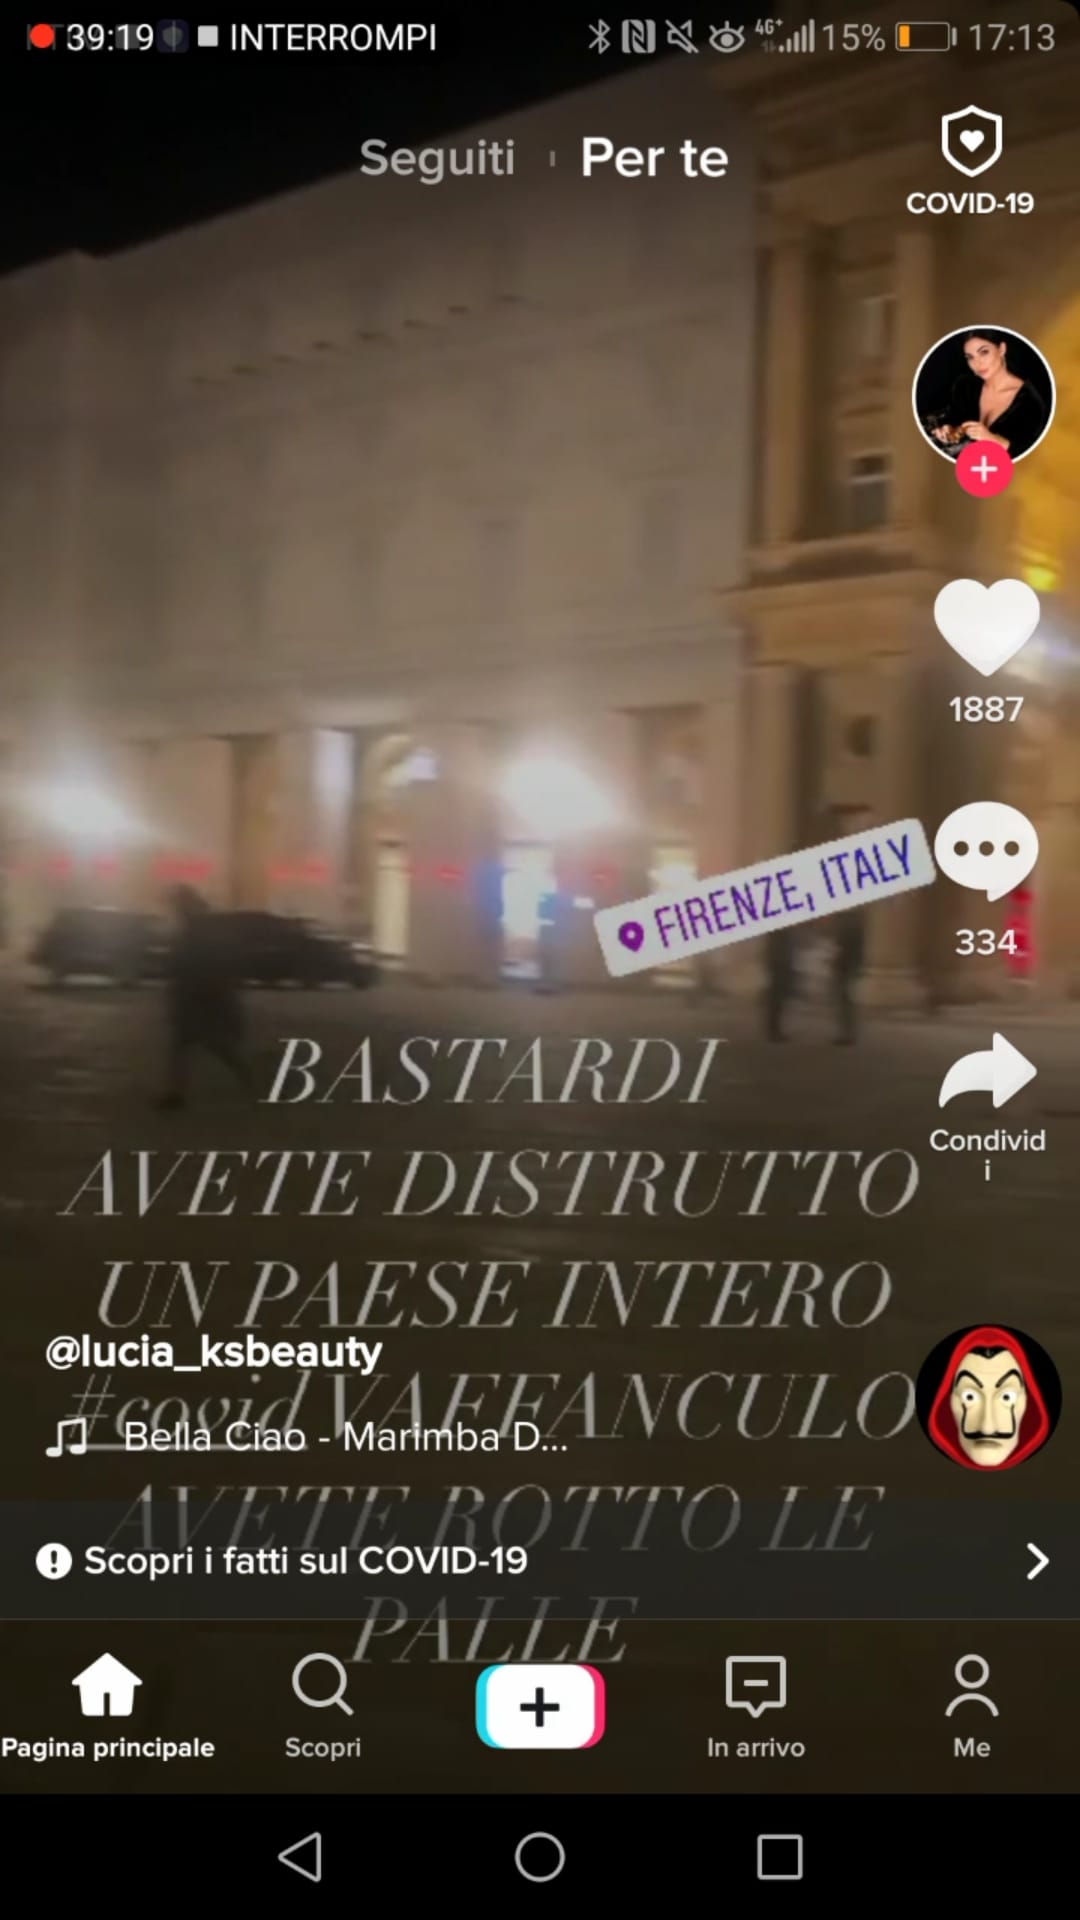 39:19 INTERROMPI 4G+ 15% 17:13
Seguiti Per te
COVID-19
1887
FIRENZE, ITALY
334
Condivid
i
BASTARDI
AVETE DISTRUTTO
UN PAESE INTERO
@lucia_ksbeauty
#covid VAFFANCULO
Bella Ciao - Marimba D...
AVETE ROTTO LE
Scopri i fatti sul COVID-19
PALLE
Pagina principale Scopri In arrivo Me